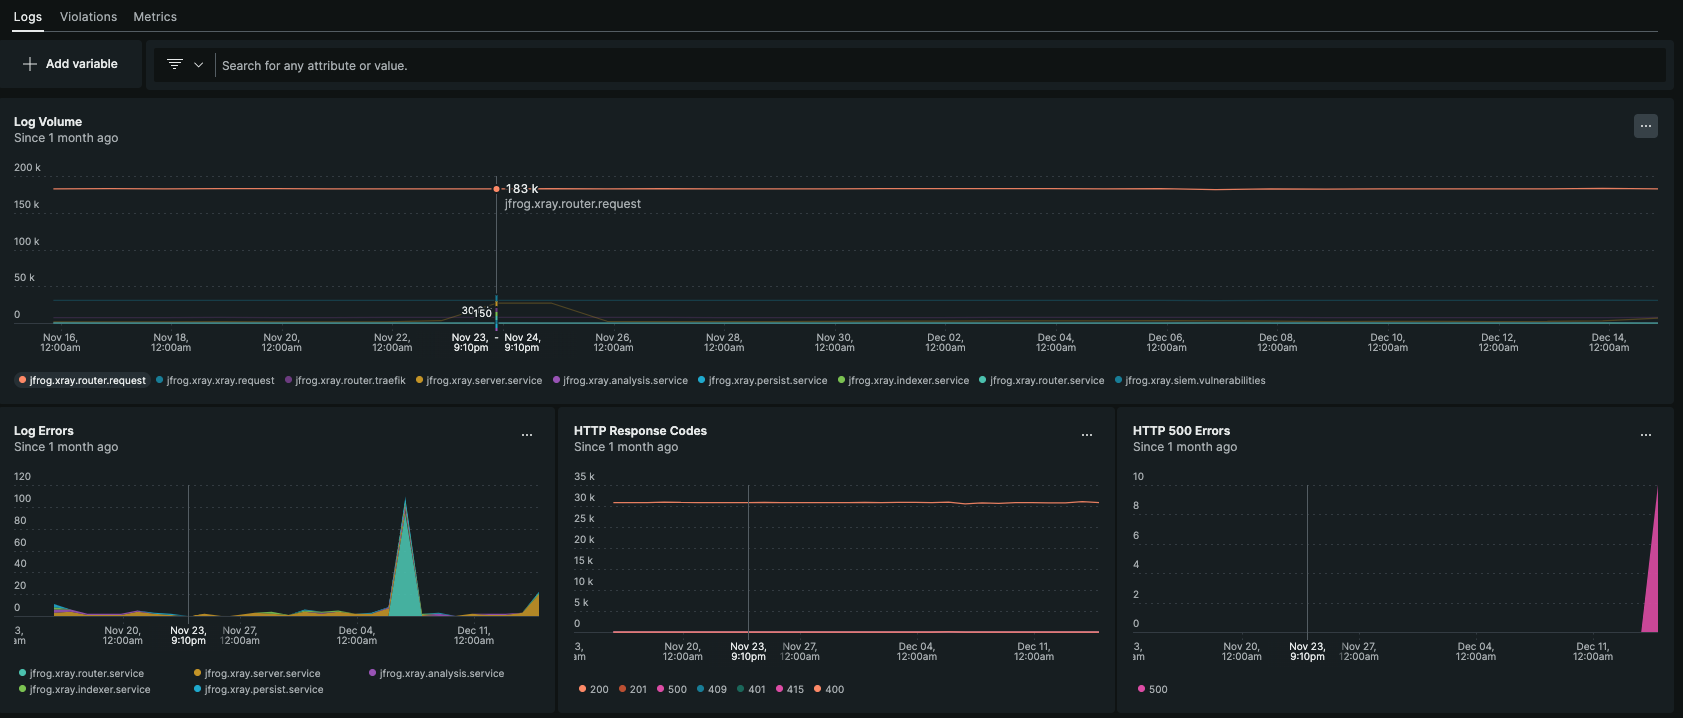 Logs Violations Metrics
Add variable
Search for any attribute or value.
Log Volume
Since 1 month ago
200 k
150 k
100 k
50 k
0
183 k
jfrog.xray.router.request
150
Nov 16, 12:00am
Nov 18, 12:00am
Nov 20, 12:00am
Nov 22, 12:00am
Nov 23, 9:10pm - Nov 24, 9:10pm
Nov 26, 12:00am
Nov 28, 12:00am
Nov 30, 12:00am
Dec 02, 12:00am
Dec 04, 12:00am
Dec 06, 12:00am
Dec 08, 12:00am
Dec 10, 12:00am
Dec 12, 12:00am
Dec 14, 12:00am
jfrog.xray.router.request jfrog.xray.xray.request jfrog.xray.router.traefik jfrog.xray.server.service jfrog.xray.analysis.service jfrog.xray.persist.service jfrog.xray.indexer.service jfrog.xray.router.service jfrog.xray.siem.vulnerabilities
Log Errors
Since 1 month ago
120
100
80
60
40
20
0
3, am
Nov 20, 12:00am
Nov 23, 9:10pm
Nov 27, 12:00am
Dec 04, 12:00am
Dec 11, 12:00am
jfrog.xray.router.service jfrog.xray.server.service jfrog.xray.analysis.service
jfrog.xray.indexer.service jfrog.xray.persist.service
HTTP Response Codes
Since 1 month ago
35 k
30 k
25 k
20 k
15 k
10 k
5 k
0
3, am
Nov 20, 12:00am
Nov 23, 9:10pm
Nov 27, 12:00am
Dec 04, 12:00am
Dec 11, 12:00am
200 201 500 409 401 415 400
HTTP 500 Errors
Since 1 month ago
10
8
6
4
2
0
3, am
Nov 20, 12:00am
Nov 23, 9:10pm
Nov 27, 12:00am
Dec 04, 12:00am
Dec 11, 12:00am
500